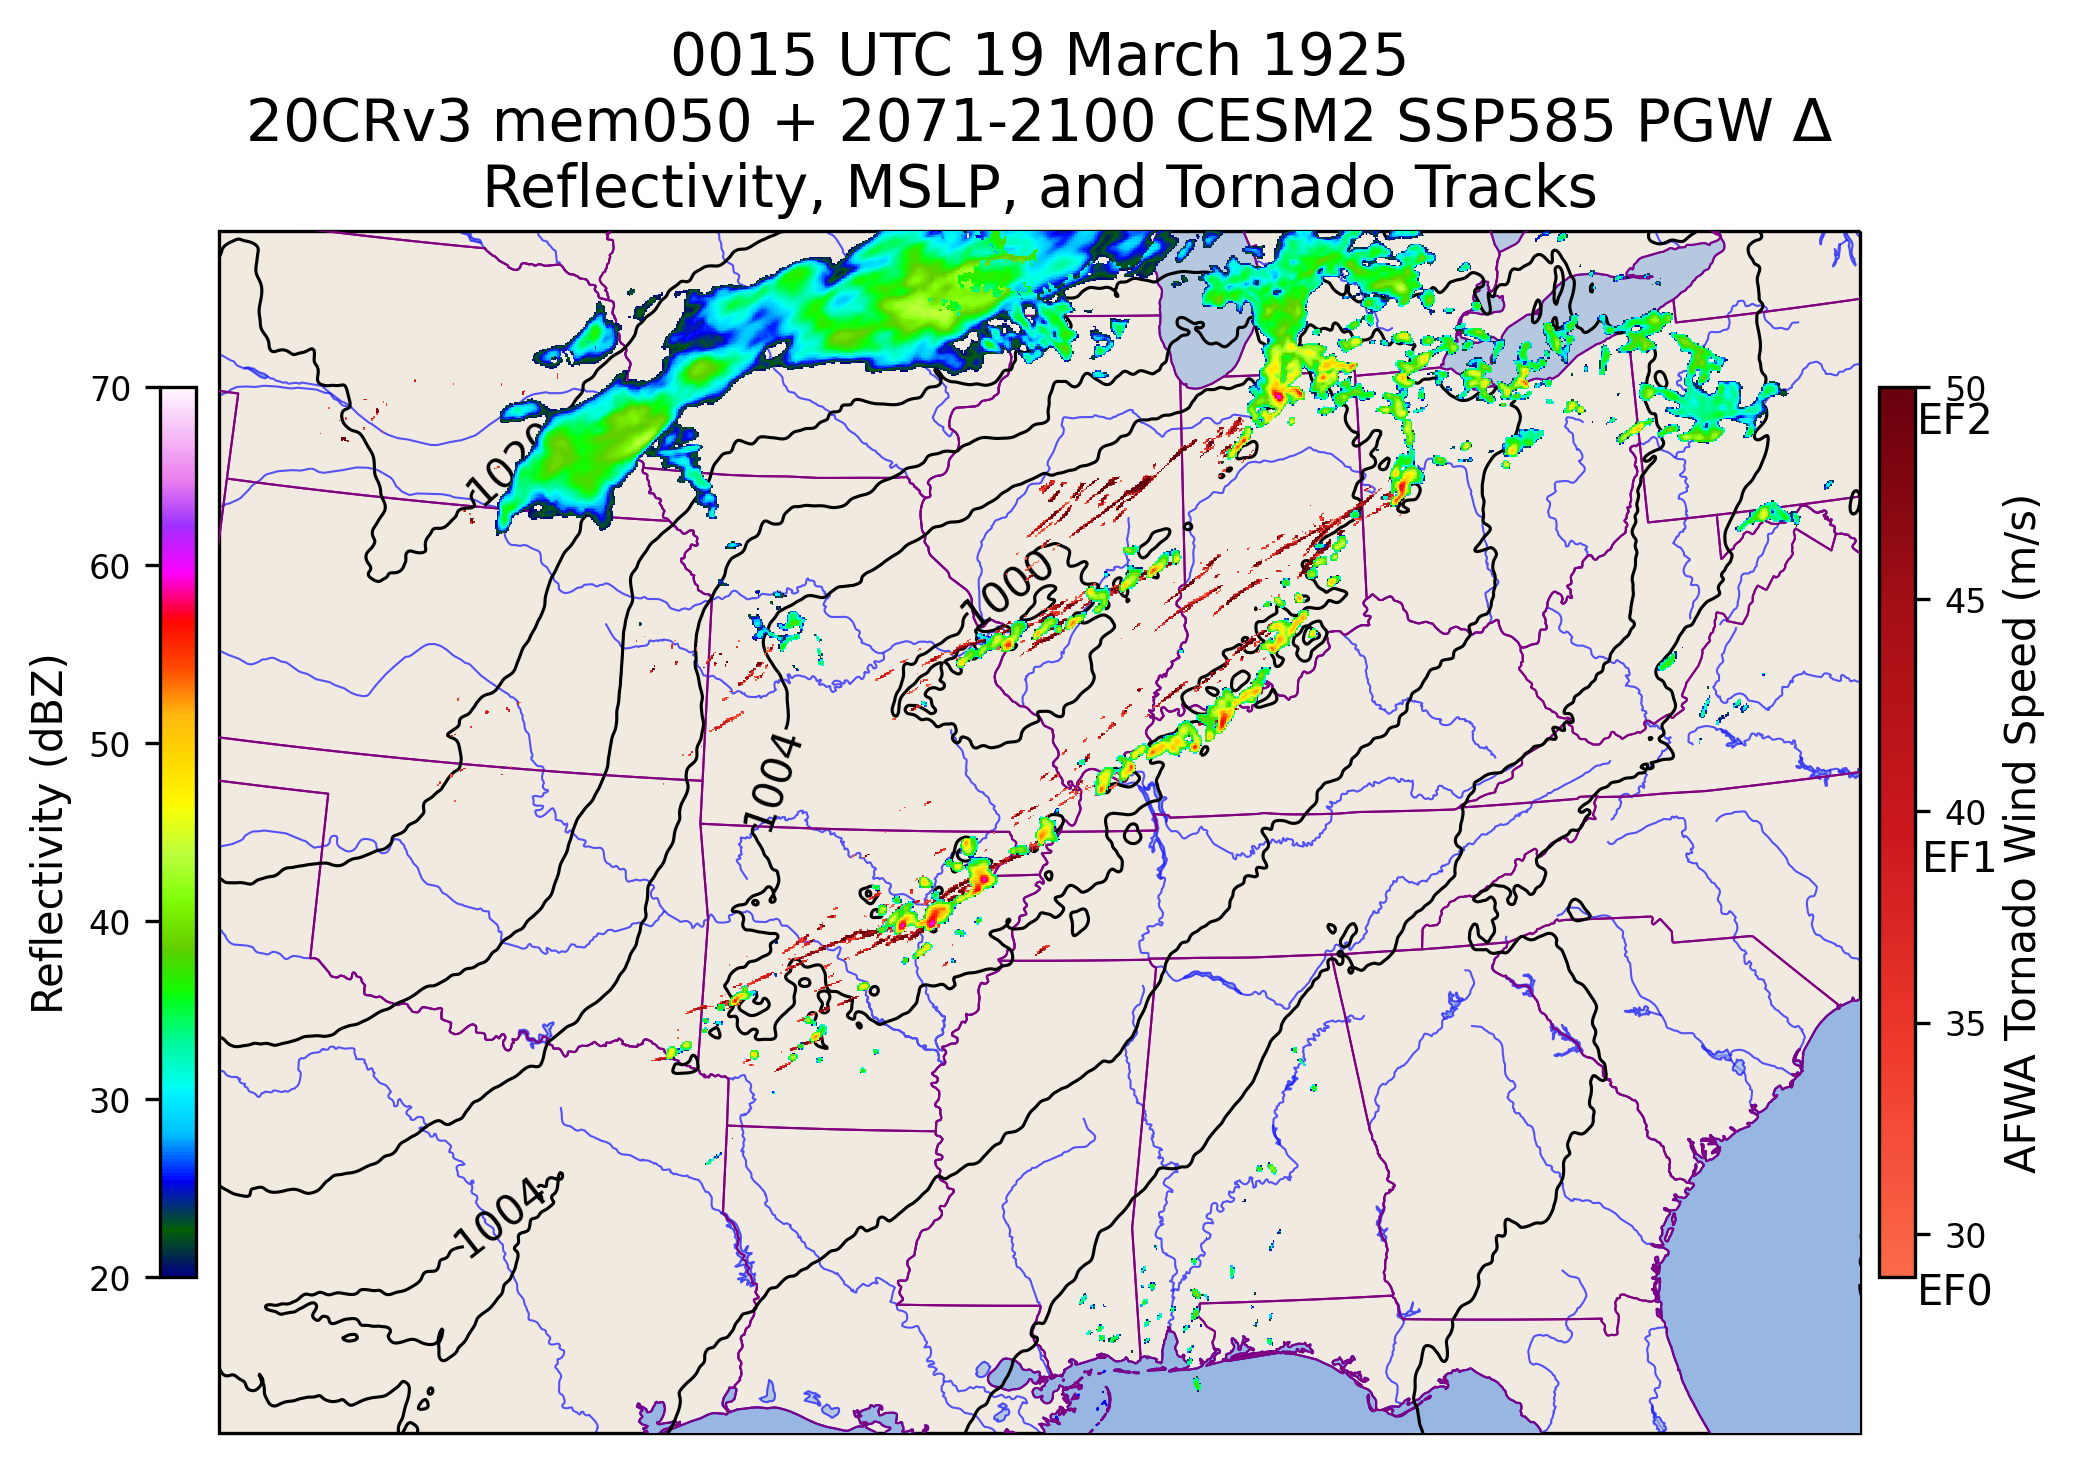 0015 UTC 19 March 1925
20CRv3 mem050 + 2071-2100 CESM2 SSP585 PGW Δ
Reflectivity, MSLP, and Tornado Tracks
Reflectivity (dBZ)
70
60
50
40
30
20
1020
1000
1004
1004
50
EF2
45
40
EF1
35
30
EF0
AFWA Tornado Wind Speed (m/s)